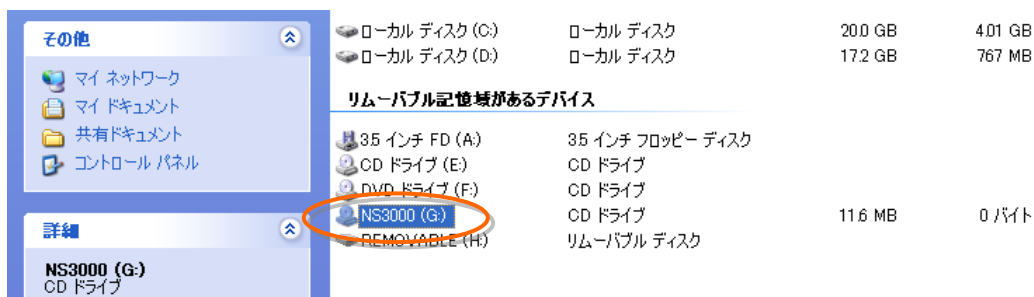 その他
マイ ネットワーク
マイ ドキュメント
共有ドキュメント
コントロール パネル
詳細
NS3000 (G:)
CD ドライブ
ローカル ディスク (C:) ローカル ディスク 20.0 GB 4.01 GB
ローカル ディスク (D:) ローカル ディスク 17.2 GB 767 MB
リムーバブル記憶域があるデバイス
3.5 インチ FD (A:) 3.5 インチ フロッピー ディスク
CD ドライブ (E:) CD ドライブ
DVD ドライブ (F:) CD ドライブ
NS3000 (G:) CD ドライブ 11.6 MB 0 バイト
REMOVABLE (H:) リムーバブル ディスク